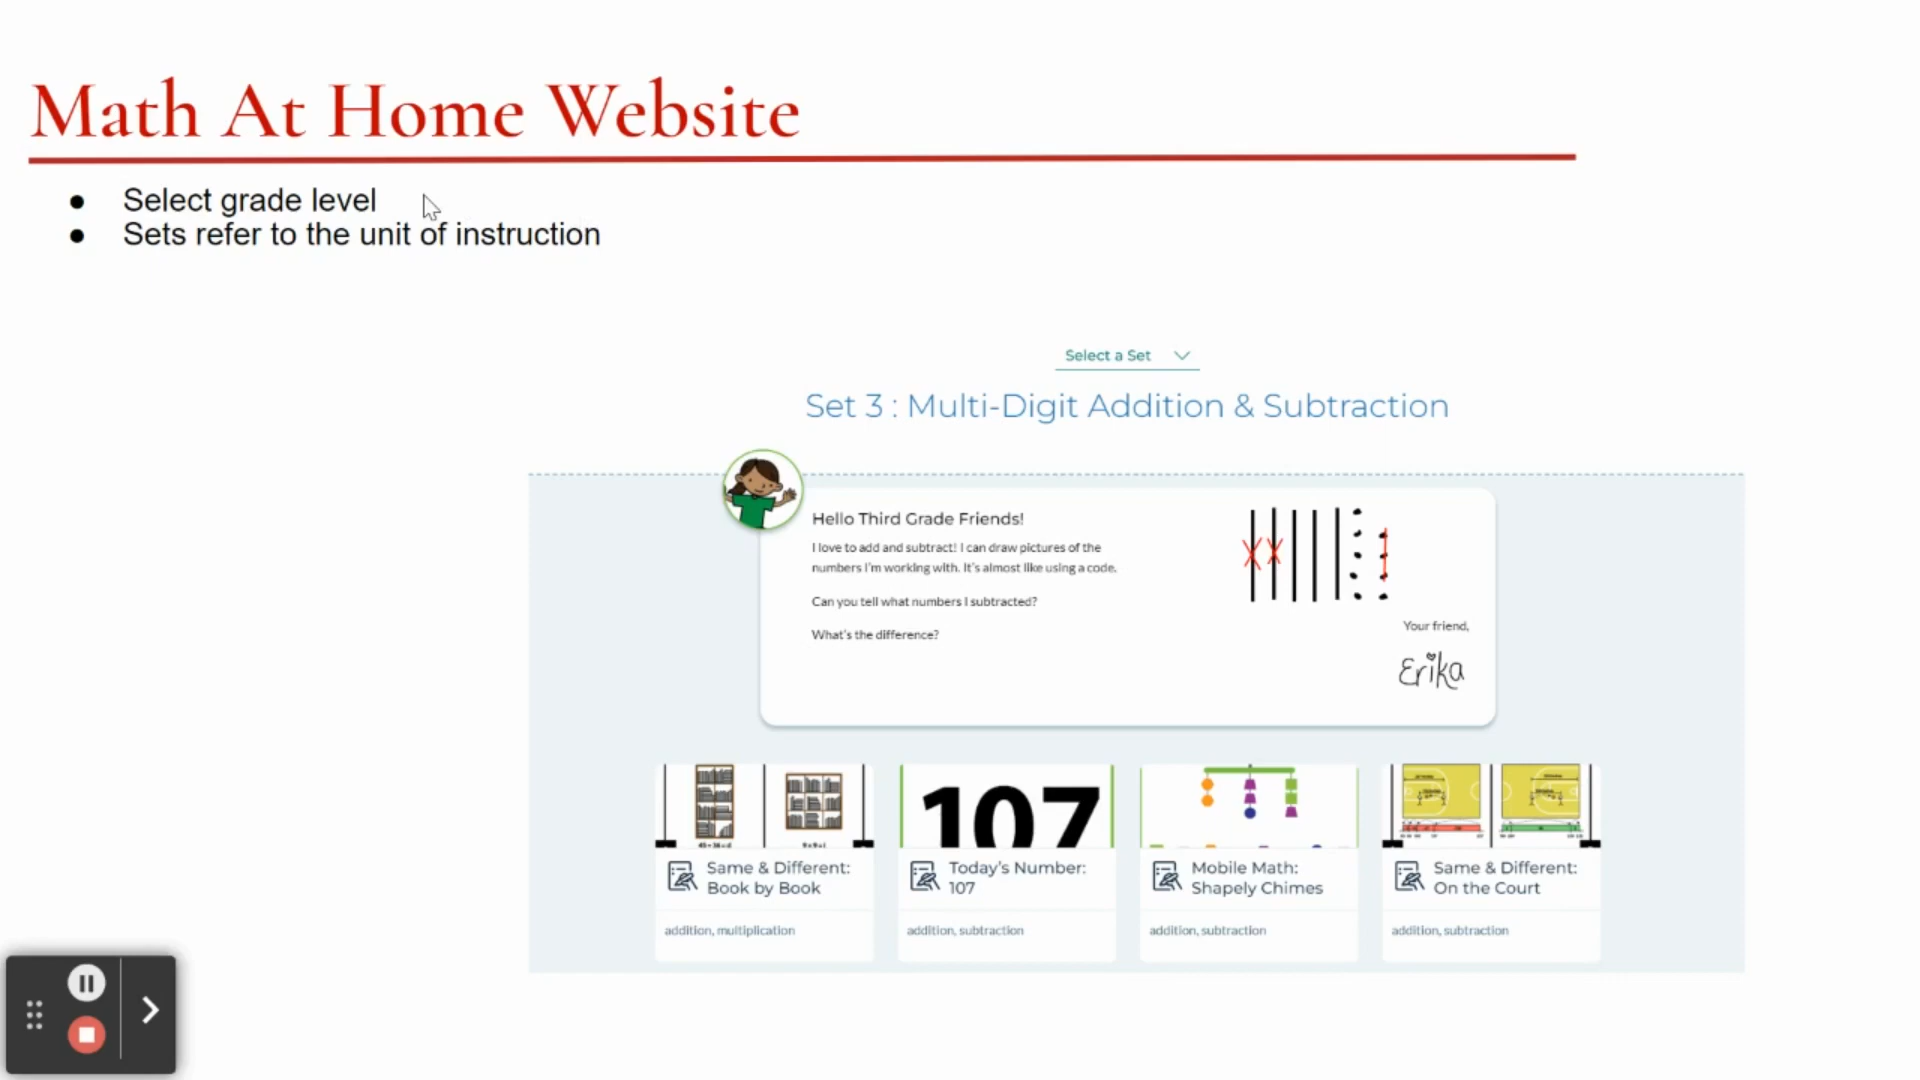 Math At Home Website
● Select grade level
● Sets refer to the unit of instruction
Select a Set
Set 3 : Multi-Digit Addition & Subtraction
Hello Third Grade Friends!
I love to add and subtract! I can draw pictures of the
numbers I'm working with. It's almost like using a code.
Can you tell what numbers I subtracted?
What's the difference?
Your friend,
Erika
107
Same & Different:
Book by Book
addition, multiplication
Today's Number:
107
addition, subtraction
Mobile Math:
Shapely Chimes
addition, subtraction
Same & Different:
On the Court
addition, subtraction